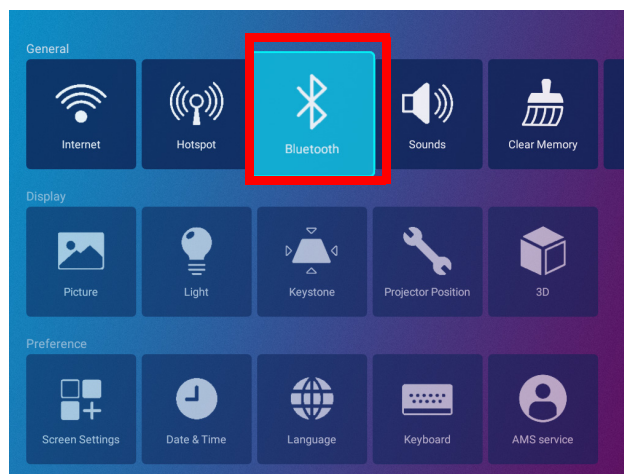 General
Internet
Hotspot
Bluetooth
Sounds
Clear Memory
Display
Picture
Light
Keystone
Projector Position
3D
Preference
Screen Settings
Date & Time
Language
Keyboard
AMS service